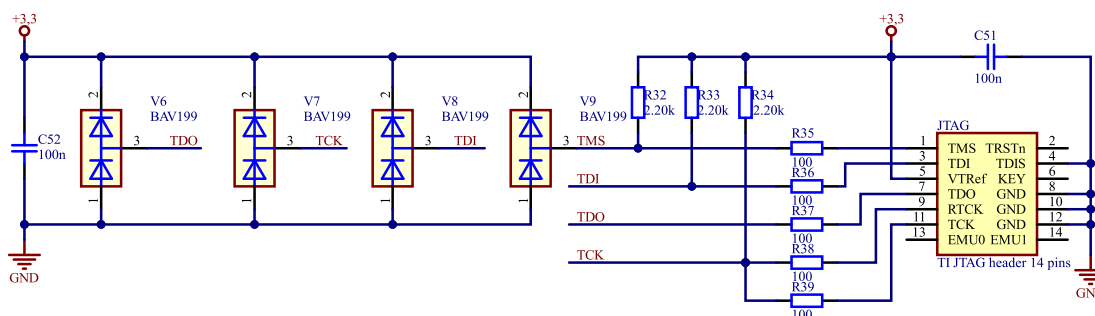 +3,3
+3,3
C51
100n
2
V6
BAV199
3
TDO
1
2
V7
BAV199
3
TCK
1
2
V8
BAV199
3
TDI
1
2
V9
BAV199
3
TMS
1
C52
100n
GND
R32
2.20k
R33
2.20k
R34
2.20k
R35
100
TDI
R36
100
TDO
R37
100
TCK
R38
100
R39
100
JTAG
1 TMS TRSTn 2
3 TDI TDIS 4
5 VTRef KEY 6
7 TDO GND 8
9 RTCK GND 10
11 TCK GND 12
13 EMU0 EMU1 14
TI JTAG header 14 pins
GN